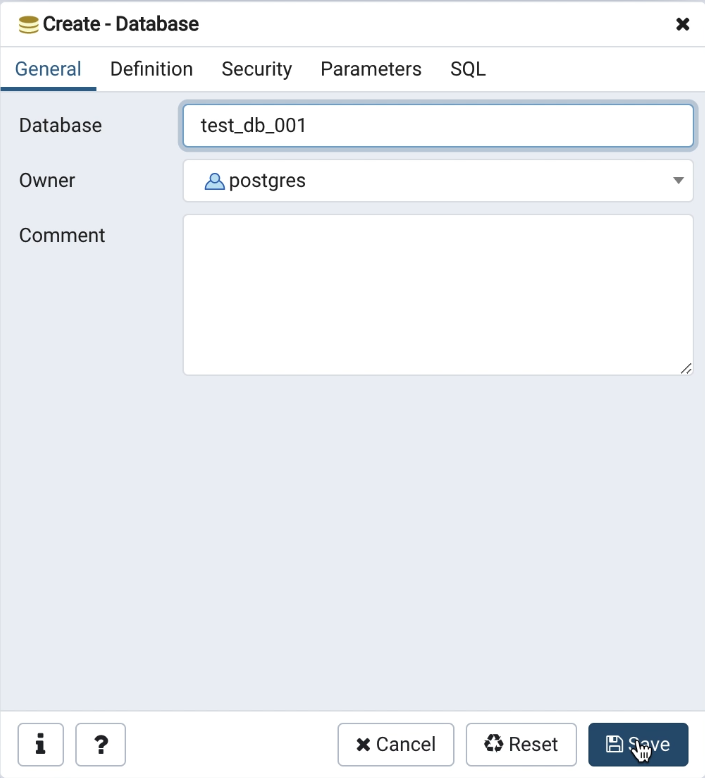 Create - Database
General Definition Security Parameters SQL
Database test_db_001
Owner postgres
Comment
i ? Cancel Reset Save